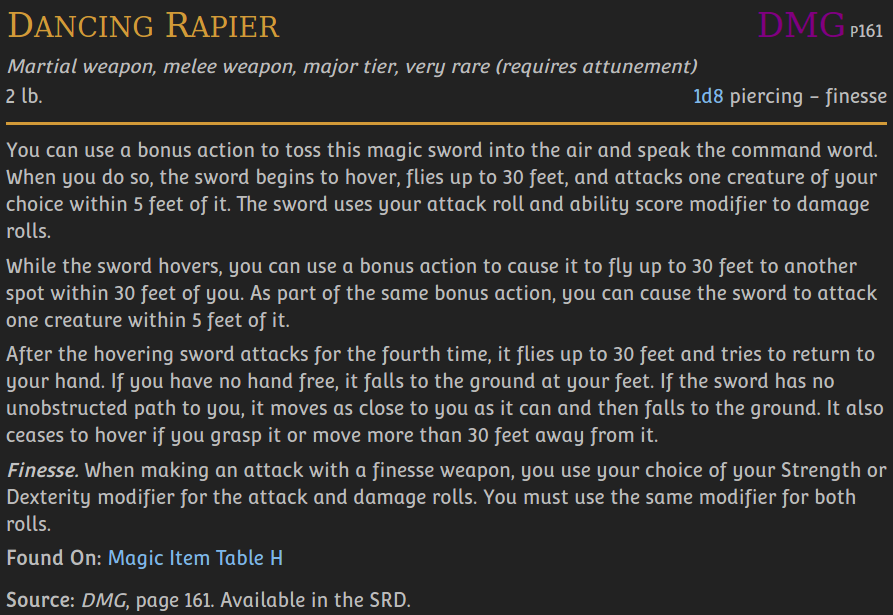 Dancing Rapier DMG P161
Martial weapon, melee weapon, major tier, very rare (requires attunement)
2 lb. 1d8 piercing – finesse
You can use a bonus action to toss this magic sword into the air and speak the command word.
When you do so, the sword begins to hover, flies up to 30 feet, and attacks one creature of your
choice within 5 feet of it. The sword uses your attack roll and ability score modifier to damage
rolls.
While the sword hovers, you can use a bonus action to cause it to fly up to 30 feet to another
spot within 30 feet of you. As part of the same bonus action, you can cause the sword to attack
one creature within 5 feet of it.
After the hovering sword attacks for the fourth time, it flies up to 30 feet and tries to return to
your hand. If you have no hand free, it falls to the ground at your feet. If the sword has no
unobstructed path to you, it moves as close to you as it can and then falls to the ground. It also
ceases to hover if you grasp it or move more than 30 feet away from it.
Finesse. When making an attack with a finesse weapon, you use your choice of your Strength or
Dexterity modifier for the attack and damage rolls. You must use the same modifier for both
rolls.
Found On: Magic Item Table H
Source: DMG, page 161. Available in the SRD.